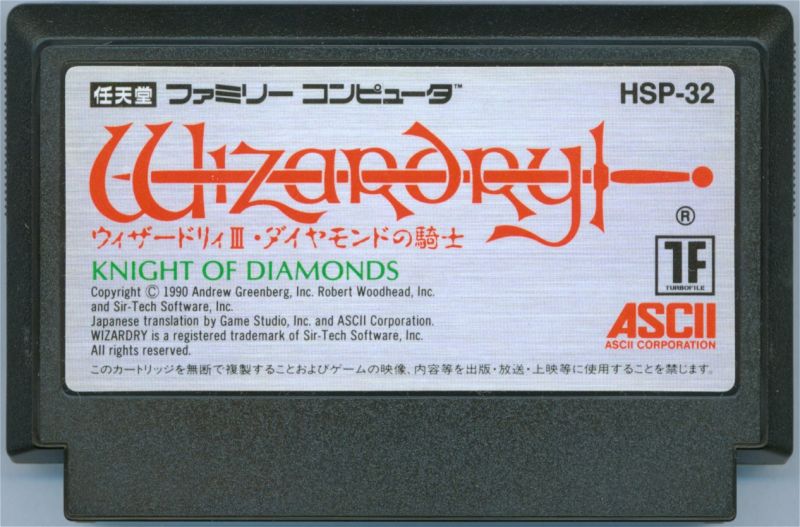 任天堂 ファミリー コンピュータ™ HSP-32
Wizardry
®
ウィザードリィIII・ダイヤモンドの騎士
KNIGHT OF DIAMONDS
Copyright © 1990 Andrew Greenberg, Inc. Robert Woodhead, Inc.
and Sir-Tech Software, Inc.
Japanese translation by Game Studio, Inc. and ASCII Corporation.
WIZARDRY is a registered trademark of Sir-Tech Software, Inc.
All rights reserved.
TF
TURBOFILE
ASCII
ASCII CORPORATION
このカートリッジを無断で複製することおよびゲームの映像、内容等を出版・放送・上映等に使用することを禁じます。